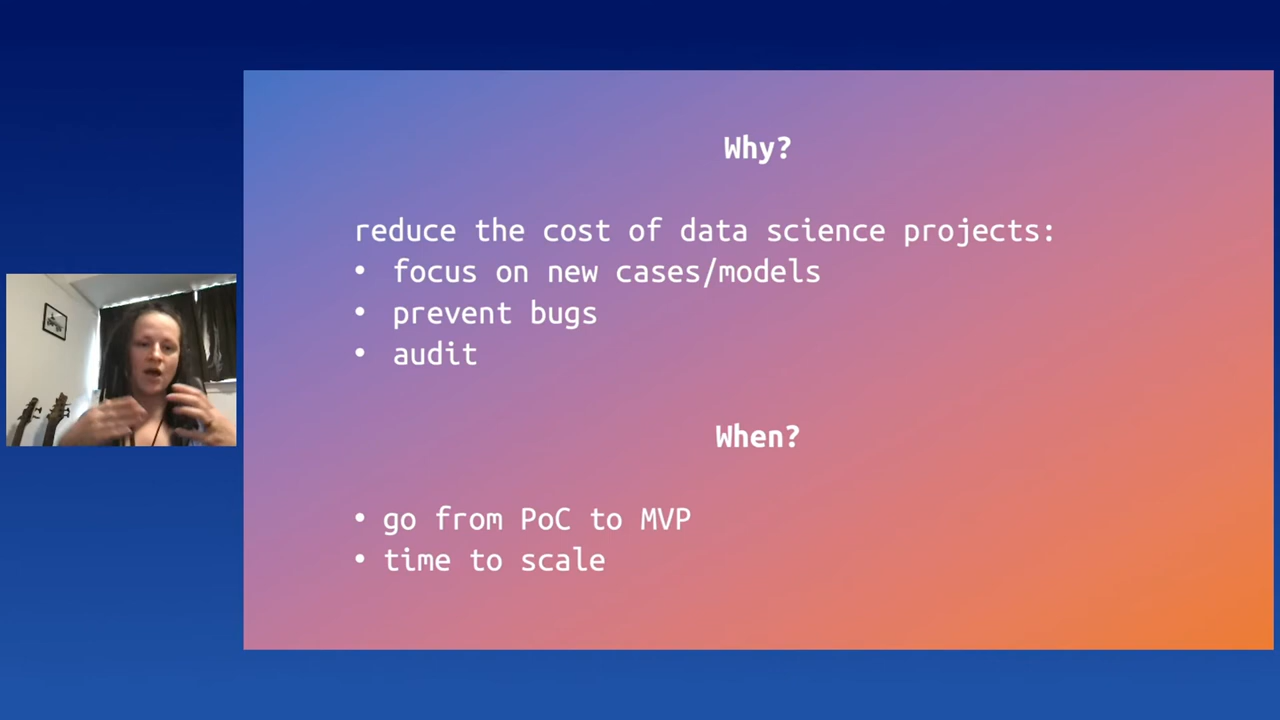 Why?
reduce the cost of data science projects:
• focus on new cases/models
• prevent bugs
• audit
When?
• go from PoC to MVP
• time to scale